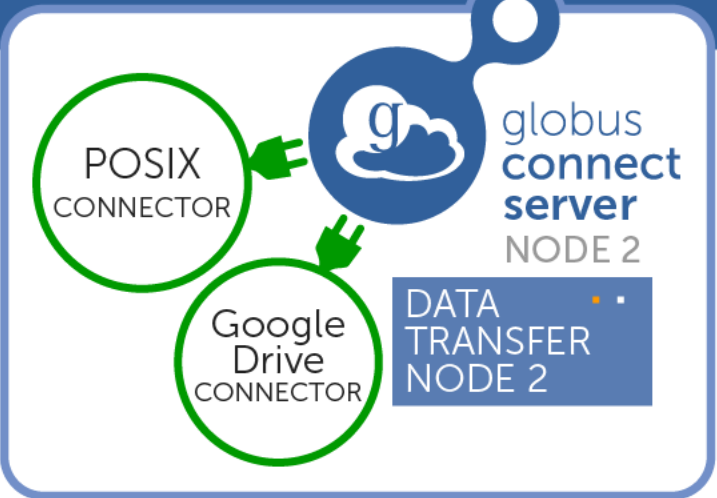 POSIX
CONNECTOR
g
globus
connect
server
NODE 2
Google
Drive
CONNECTOR
DATA
TRANSFER
NODE 2